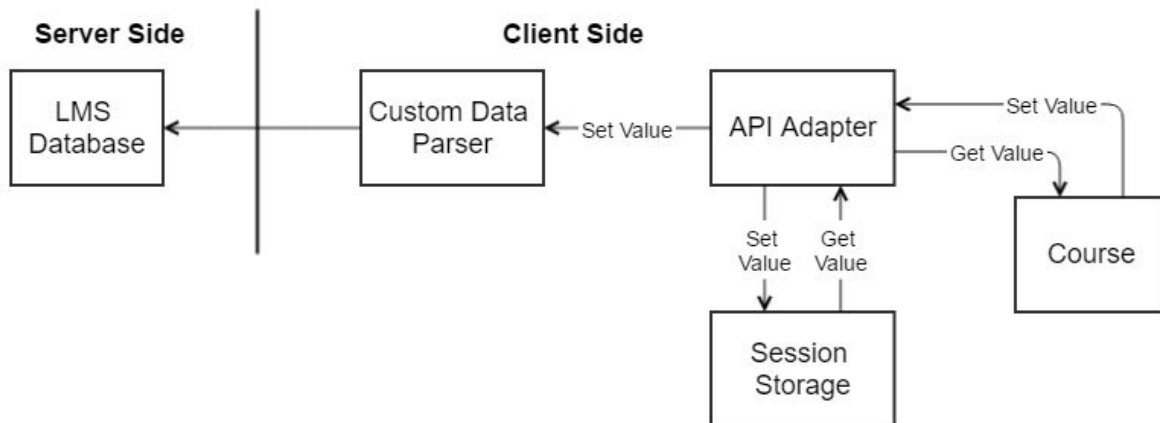 Server Side
Client Side
LMS
Database
Custom Data
Parser
Set Value
API Adapter
Set Value
Get Value
Set
Value
Get
Value
Course
Session
Storage